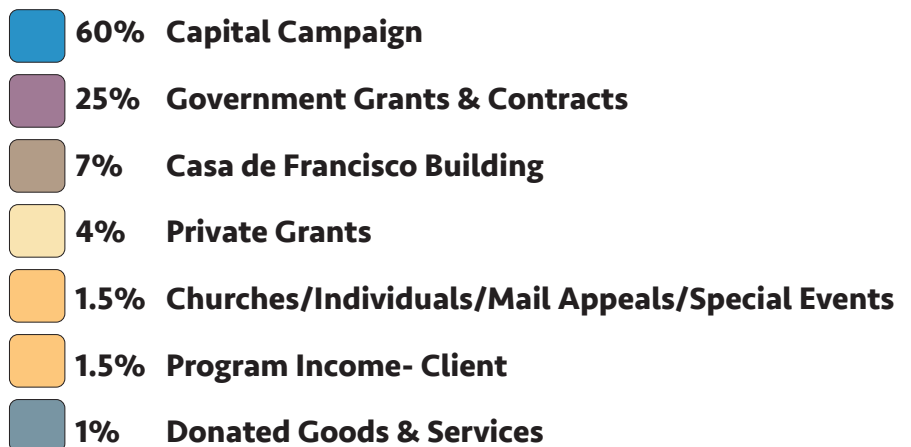 60% Capital Campaign
25% Government Grants & Contracts
7% Casa de Francisco Building
4% Private Grants
1.5% Churches/Individuals/Mail Appeals/Special Events
1.5% Program Income- Client
1% Donated Goods & Services